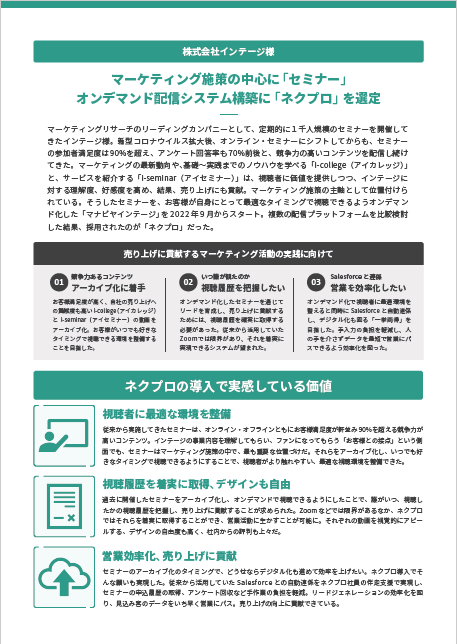 株式会社インテージ様
マーケティング施策の中心に「セミナー」
オンデマンド配信システム構築に「ネクプロ」を選定
マーケティングリサーチのリーディングカンパニーとして、定期的に1千人規模のセミナーを開催して
きたインテージ様。新型コロナウイルス拡大後、オンライン・セミナーにシフトしてからも、セミナー
の参加者満足度は90%を超え、アンケート回答率も70%前後と、競争力の高いコンテンツを配信し続け
てきた。マーケティングの最新動向や、基礎〜実践までのノウハウを学べる「I-college（アイカレッジ）」
と、サービスを紹介する「I-seminar（アイセミナー）」は、視聴者に価値を提供しつつ、インテージに
対する理解度、好感度を高め、結果、売り上げにも貢献。マーケティング施策の主軸として位置付けら
れている。そうしたセミナーを、お客様が自身にとって最適なタイミングで視聴できるようオンデマン
ド化した「マナビヤインテージ」を2022年9月からスタート。複数の配信プラットフォームを比較検討
した結果、採用されたのが「ネクプロ」だった。
売り上げに貢献するマーケティング活動の実践に向けて
01
競争力あるコンテンツ
アーカイブ化に着手
お客様満足度が高く、自社の売り上げへ
の貢献度も高いI-college（アイカレッジ）
とI-seminar（アイセミナー）の動画を
アーカイブ化。お客様がいつでも好きな
タイミングで視聴できる環境を整備する
ことを目指した。
02
いつ誰が観たのか
視聴履歴を把握したい
オンデマンド化したセミナーを通じて
リードを育成し、売り上げに貢献する
ためには、視聴履歴を確実に取得する
必要があった。従来から活用していた
Zoomでは限界があり、それを着実に
実現できるシステムが望まれた。
03
Salesforceと連係
営業を効率化したい
オンデマンド化で視聴者に最適環境を
整えると同時にSalesforceと自動連係
し、デジタル化も図る「一挙両得」を
目指した。手入力の負担を軽減し、人
の手を介さずデータを最短で営業にパ
スできるよう効率化を図った。
ネクプロの導入で実感している価値
視聴者に最適な環境を整備
従来から実施してきたセミナーは、オンライン・オフラインともにお客様満足度が軒並み90%を超える競争力が
高いコンテンツ。インテージの事業内容を理解してもらい、ファンになってもらう「お客様との接点」という側
面でも、セミナーはマーケティング施策の中で、最も重要な位置づけだ。それらをアーカイブ化し、いつでも好
きなタイミングで視聴できるようにすることで、視聴者がより触れやすい、最適な視聴環境を整備できた。
視聴履歴を着実に取得、デザインも自由
過去に開催したセミナーをアーカイブ化し、オンデマンドで視聴できるようにしたことで、誰がいつ、視聴し
たかの視聴履歴を把握し、売り上げに貢献することが求められた。Zoomなどでは限界があるなか、ネクプロ
ではそれらを着実に取得することができ、営業活動に生かすことが可能に。それぞれの動画を視覚的にアピー
ルする、デザインの自由度も高く、社内からの評判も上々だ。
営業効率化、売り上げに貢献
セミナーのアーカイブ化のタイミングで、どうせならデジタル化も進めて効率を上げたい。ネクプロ導入でそ
んな願いも実現した。従来から活用していたSalesforceとの自動連係をネクプロ社員の伴走支援で実現し、
セミナーの申込履歴の取得、アンケート回収など手作業の負担を軽減。リードジェネレーションの効率化を図
り、見込み客のデータをいち早く営業にパス。売り上げの向上に貢献できている。